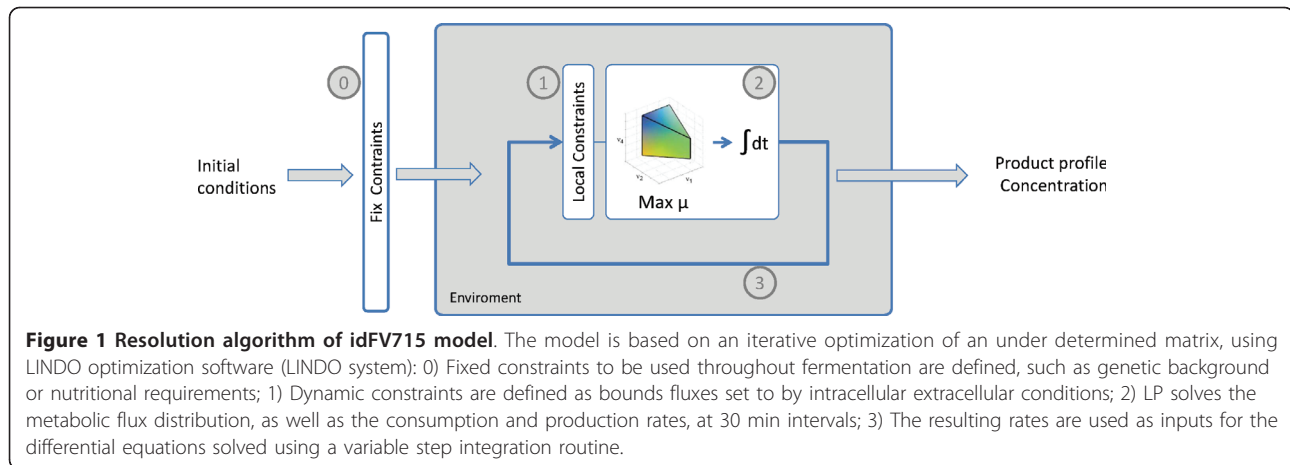 0
Fix Contraints
Initial
conditions
1
Local Constraints
2
v4
v2
v1
Max μ
∫dt
3
Enviroment
Product profile
Concentration
Figure 1 Resolution algorithm of idFV715 model. The model is based on an iterative optimization of an under determined matrix, using
LINDO optimization software (LINDO system): 0) Fixed constraints to be used throughout fermentation are defined, such as genetic background
or nutritional requirements; 1) Dynamic constraints are defined as bounds fluxes set to by intracellular extracellular conditions; 2) LP solves the
metabolic flux distribution, as well as the consumption and production rates, at 30 min intervals; 3) The resulting rates are used as inputs for the
differential equations solved using a variable step integration routine.